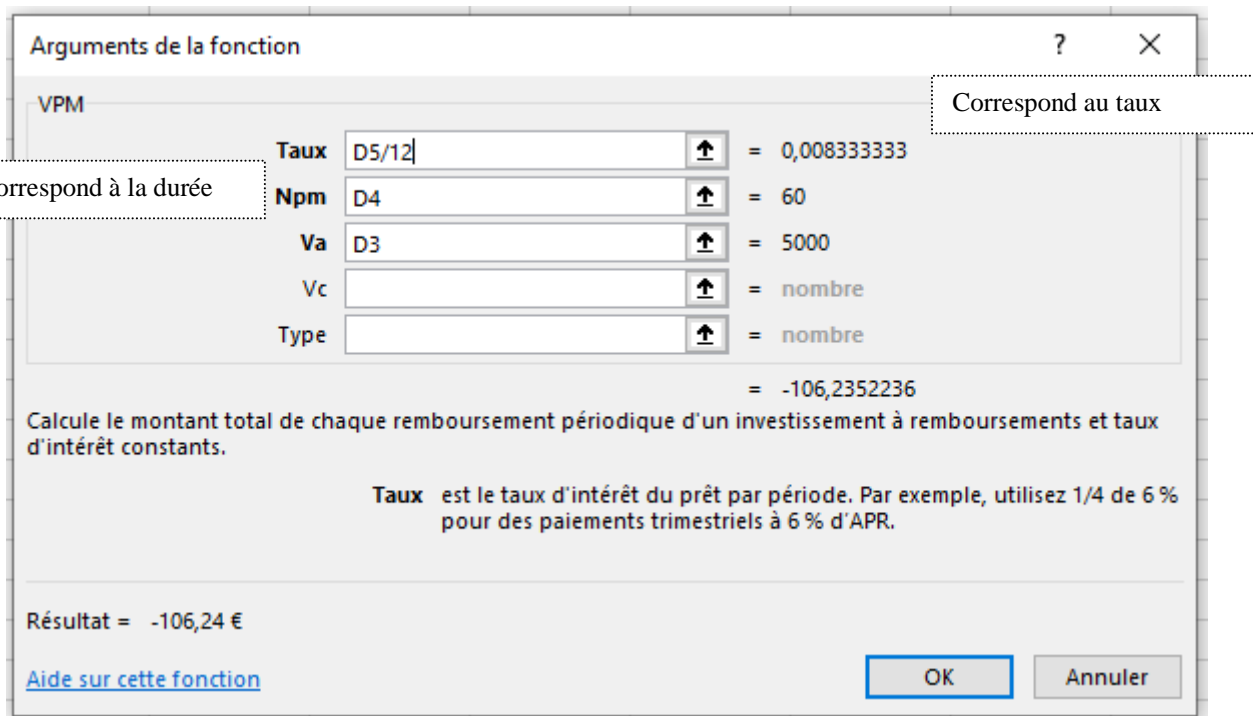 Arguments de la fonction ? ×
VPM
Correspond au taux
Taux D5/12 = 0,008333333
orrespond à la durée
Npm D4 = 60
Va D3 = 5000
Vc = nombre
Type = nombre
= -106,2352236
Calcule le montant total de chaque remboursement périodique d'un investissement à remboursements et taux
d'intérêt constants.
Taux est le taux d'intérêt du prêt par période. Par exemple, utilisez 1/4 de 6 %
pour des paiements trimestriels à 6 % d'APR.
Résultat = -106,24 €
Aide sur cette fonction
OK Annuler